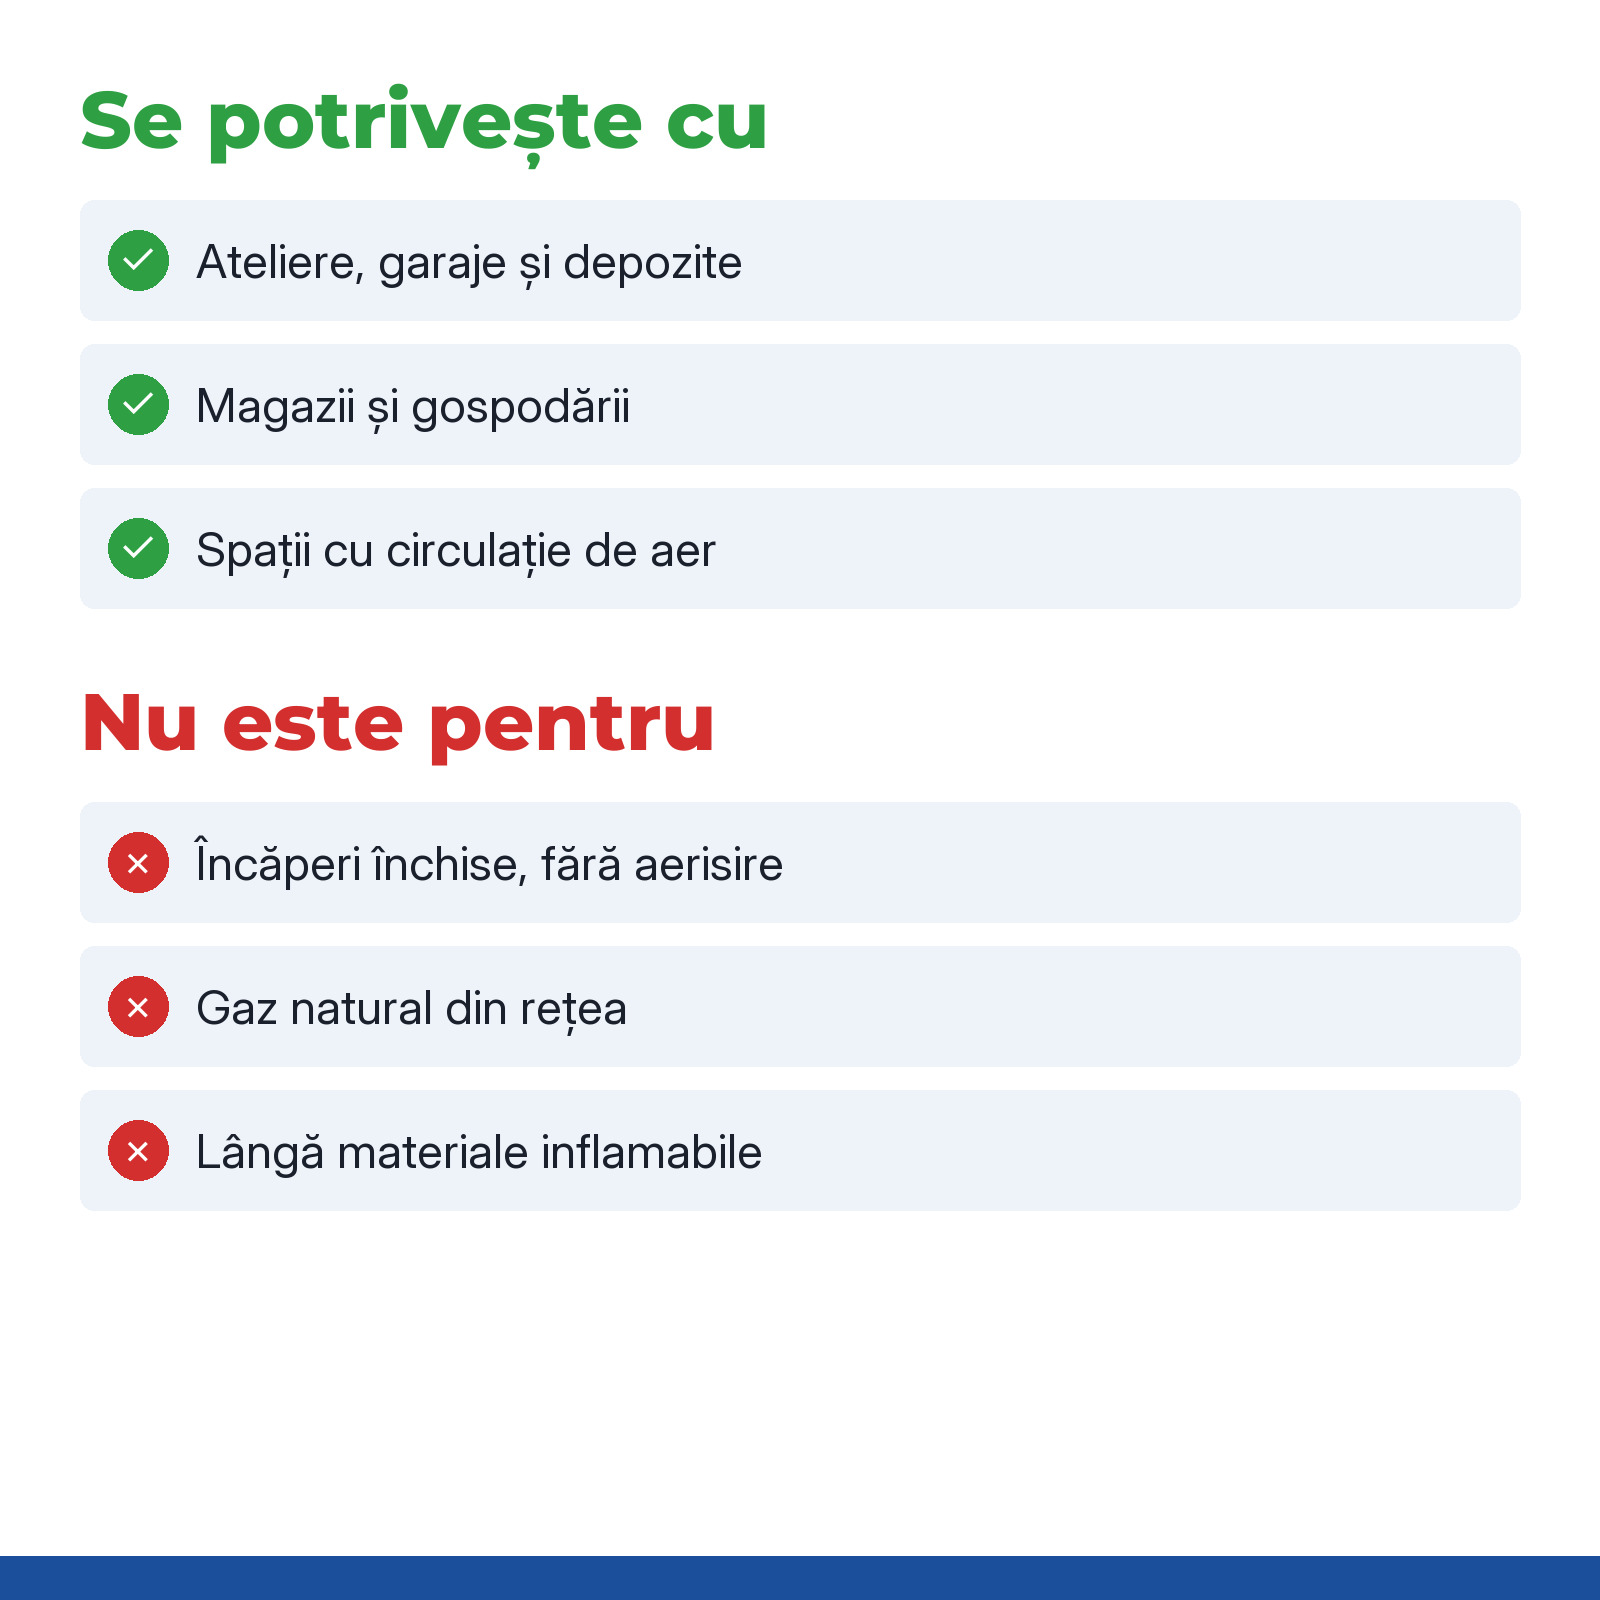 Se potrivește cu
Ateliere, garaje și depozite
Magazii și gospodării
Spații cu circulație de aer
Nu este pentru
Încăperi închise, fără aerisire
Gaz natural din rețea
Lângă materiale inflamabile